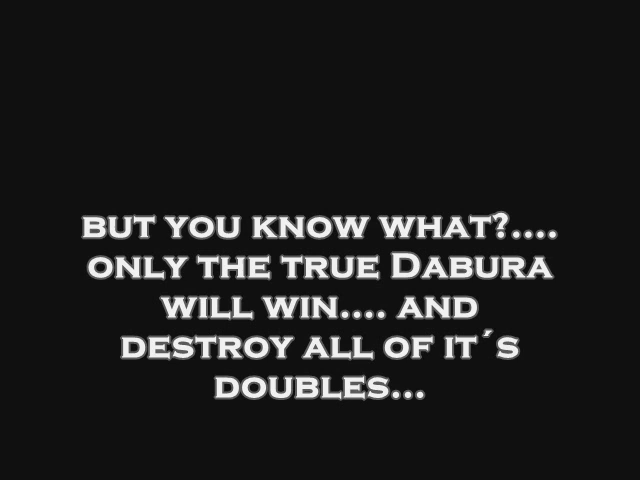 BUT YOU KNOW WHAT?....
ONLY THE TRUE DABURA
WILL WIN.... AND
DESTROY ALL OF IT´S
DOUBLES...